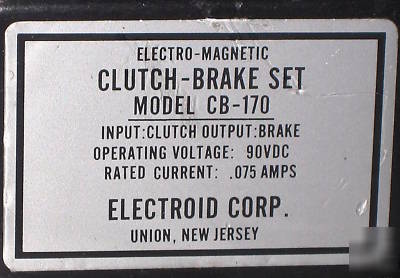 ELECTRO-MAGNETIC
CLUTCH-BRAKE SET
MODEL CB-170
INPUT:CLUTCH OUTPUT:BRAKE
OPERATING VOLTAGE: 90VDC
RATED CURRENT: .075 AMPS
ELECTROID CORP.
UNION, NEW JERSEY